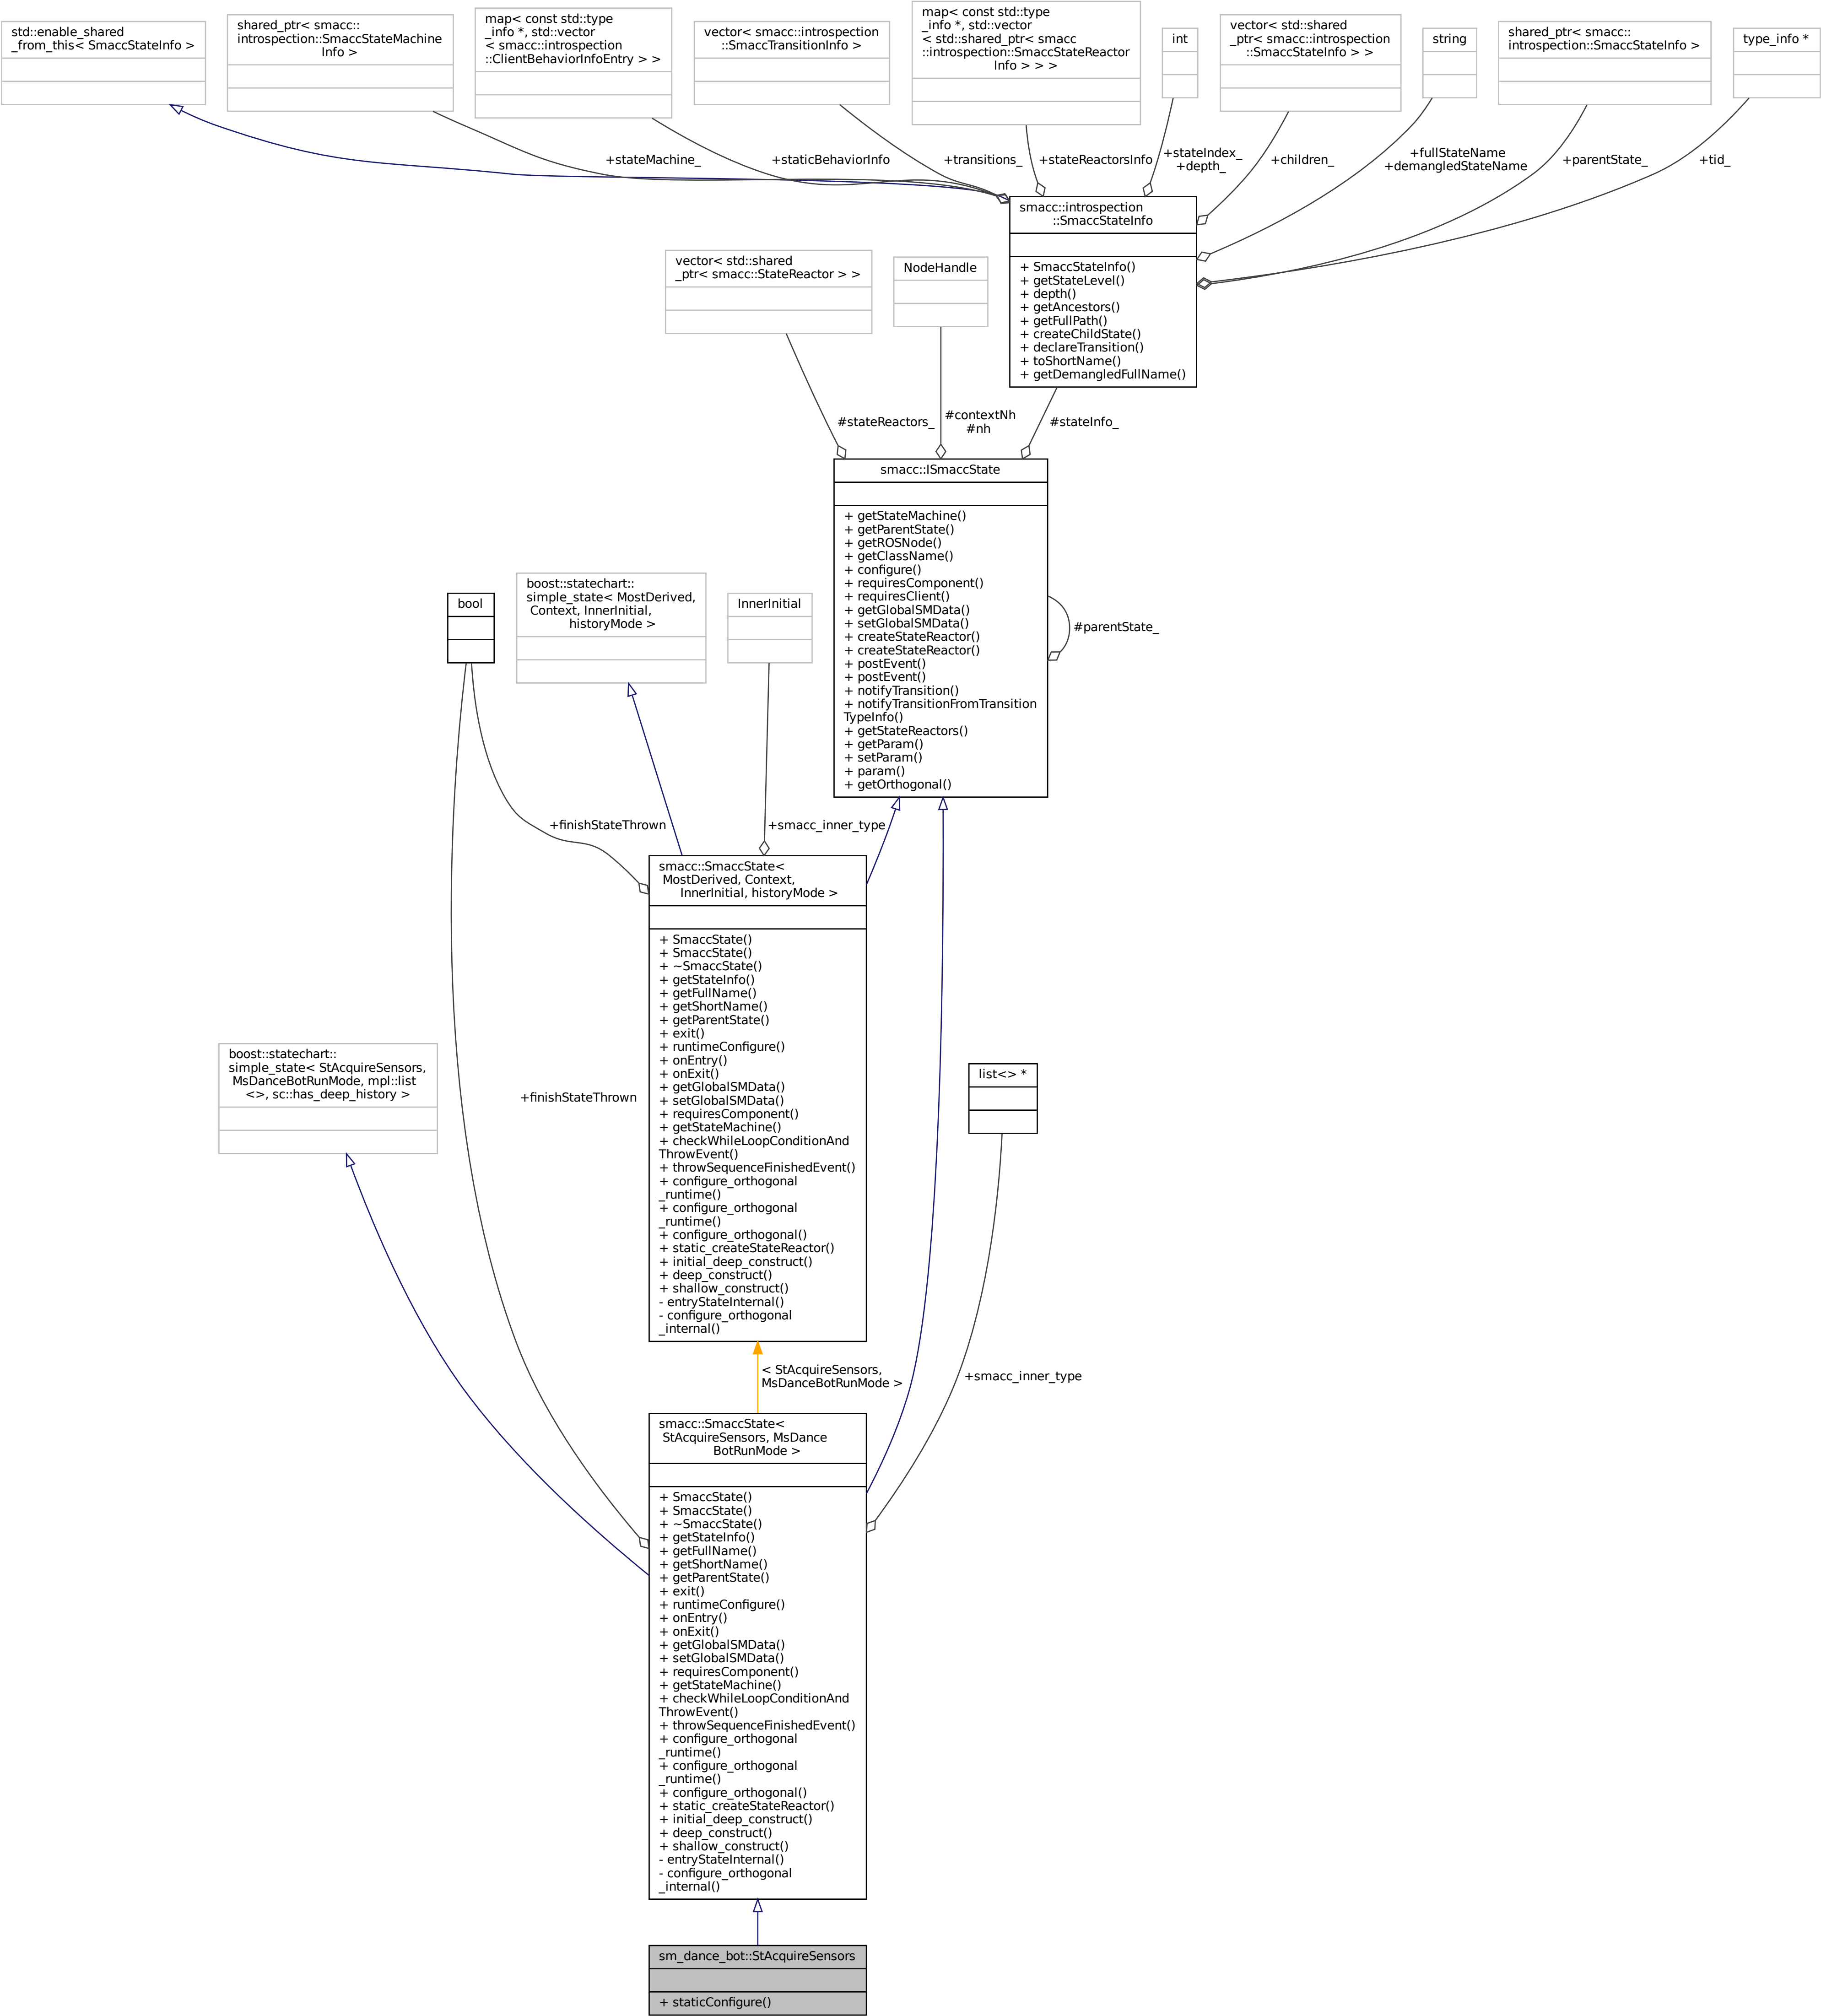 std::enable_shared
_from_this< SmaccStateInfo >
shared_ptr< smacc::
introspection::SmaccStateMachine
Info >
map< const std::type
_info *, std::vector
< smacc::introspection
::ClientBehaviorInfoEntry > >
vector< smacc::introspection
::SmaccTransitionInfo >
map< const std::type
_info *, std::vector
< std::shared_ptr< smacc
::introspection::SmaccStateReactor
Info > > >
int
vector< std::shared
_ptr< smacc::introspection
::SmaccStateInfo > >
string
shared_ptr< smacc::
introspection::SmaccStateInfo >
type_info *
+stateMachine_
+staticBehaviorInfo
+transitions_
+stateReactorsInfo
+stateIndex_
+depth_
+children_
+fullStateName
+demangledStateName
+parentState_
+tid_
smacc::introspection
::SmaccStateInfo
+ SmaccStateInfo()
+ getStateLevel()
+ depth()
+ getAncestors()
+ getFullPath()
+ createChildState()
+ declareTransition()
+ toShortName()
+ getDemangledFullName()
vector< std::shared
_ptr< smacc::StateReactor > >
NodeHandle
#stateReactors_
#contextNh
#nh
#stateInfo_
smacc::ISmaccState
+ getStateMachine()
+ getParentState()
+ getROSNode()
+ getClassName()
+ configure()
+ requiresComponent()
+ requiresClient()
+ getGlobalSMData()
+ setGlobalSMData()
+ createStateReactor()
+ createStateReactor()
+ postEvent()
+ postEvent()
+ notifyTransition()
+ notifyTransitionFromTransition
TypeInfo()
+ getStateReactors()
+ getParam()
+ setParam()
+ param()
+ getOrthogonal()
#parentState_
bool
boost::statechart::
simple_state< MostDerived,
Context, InnerInitial,
historyMode >
InnerInitial
+finishStateThrown
+smacc_inner_type
smacc::SmaccState<
MostDerived, Context,
InnerInitial, historyMode >
+ SmaccState()
+ SmaccState()
+ ~SmaccState()
+ getStateInfo()
+ getFullName()
+ getShortName()
+ getParentState()
+ exit()
+ runtimeConfigure()
+ onEntry()
+ onExit()
+ getGlobalSMData()
+ setGlobalSMData()
+ requiresComponent()
+ getStateMachine()
+ checkWhileLoopConditionAnd
ThrowEvent()
+ throwSequenceFinishedEvent()
+ configure_orthogonal
_runtime()
+ configure_orthogonal
_runtime()
+ configure_orthogonal()
+ static_createStateReactor()
+ initial_deep_construct()
+ deep_construct()
+ shallow_construct()
- entryStateInternal()
- configure_orthogonal
_internal()
boost::statechart::
simple_state< StAcquireSensors,
MsDanceBotRunMode, mpl::list
<>, sc::has_deep_history >
+finishStateThrown
list<> *
< StAcquireSensors,
MsDanceBotRunMode >
+smacc_inner_type
smacc::SmaccState<
StAcquireSensors, MsDance
BotRunMode >
+ SmaccState()
+ SmaccState()
+ ~SmaccState()
+ getStateInfo()
+ getFullName()
+ getShortName()
+ getParentState()
+ exit()
+ runtimeConfigure()
+ onEntry()
+ onExit()
+ getGlobalSMData()
+ setGlobalSMData()
+ requiresComponent()
+ getStateMachine()
+ checkWhileLoopConditionAnd
ThrowEvent()
+ throwSequenceFinishedEvent()
+ configure_orthogonal
_runtime()
+ configure_orthogonal
_runtime()
+ configure_orthogonal()
+ static_createStateReactor()
+ initial_deep_construct()
+ deep_construct()
+ shallow_construct()
- entryStateInternal()
- configure_orthogonal
_internal()
sm_dance_bot::StAcquireSensors
+ staticConfigure()